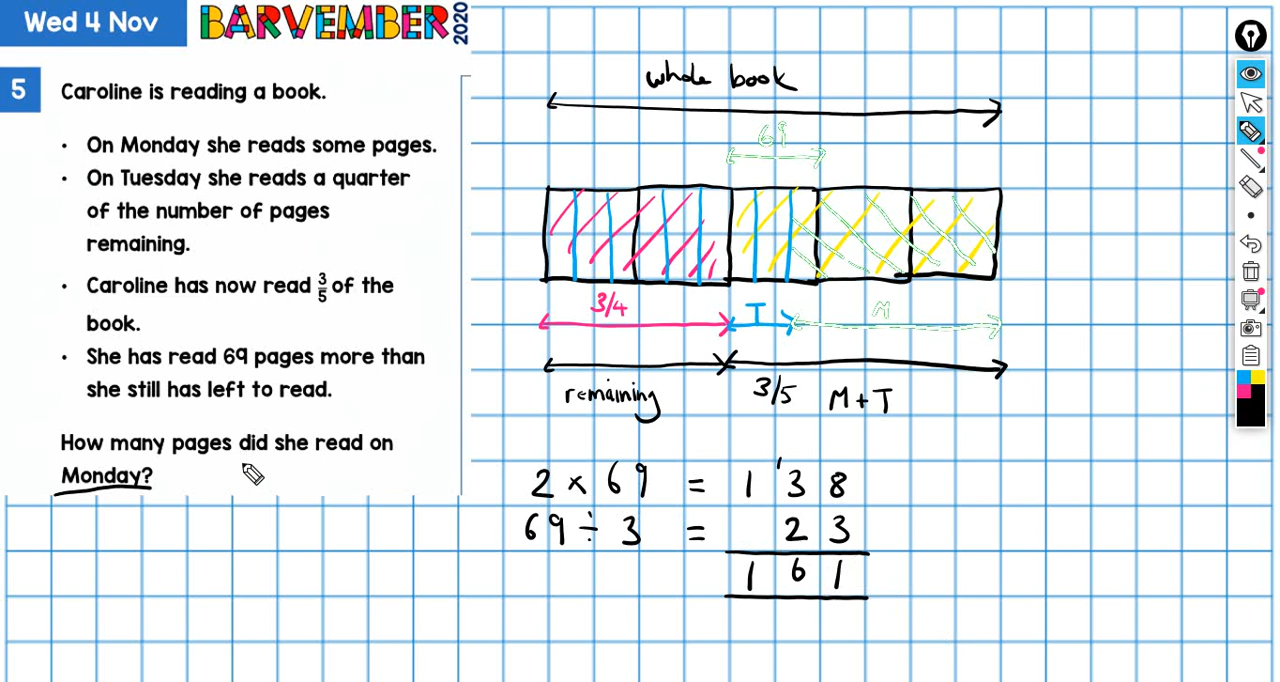 Wed 4 Nov
BARVEMBER 2020
5
Caroline is reading a book.
• On Monday she reads some pages.
• On Tuesday she reads a quarter
of the number of pages
remaining.
• Caroline has now read 3/5 of the
book.
• She has read 69 pages more than
she still has left to read.
How many pages did she read on
Monday?
whole book
69
3/4 T M
remaining 3/5 M+T
2 × 69 = 138
69 ÷ 3 = 23
161